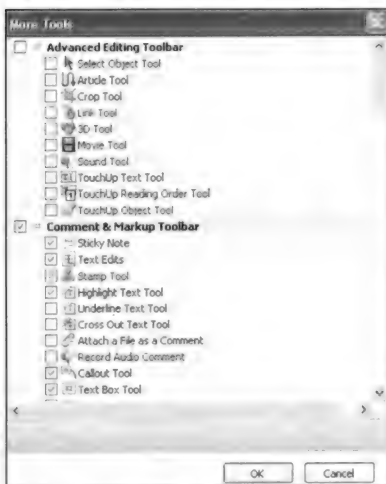 More Tools
Advanced Editing Toolbar
Select Object Tool
Article Tool
Crop Tool
Link Tool
3D Tool
Movie Tool
Sound Tool
TouchUp Text Tool
TouchUp Reading Order Tool
TouchUp Object Tool
Comment & Markup Toolbar
Sticky Note
Text Edits
Stamp Tool
Highlight Text Tool
Underline Text Tool
Cross Out Text Tool
Attach a File as a Comment
Record Audio Comment
Callout Tool
Text Box Tool
OK Cancel